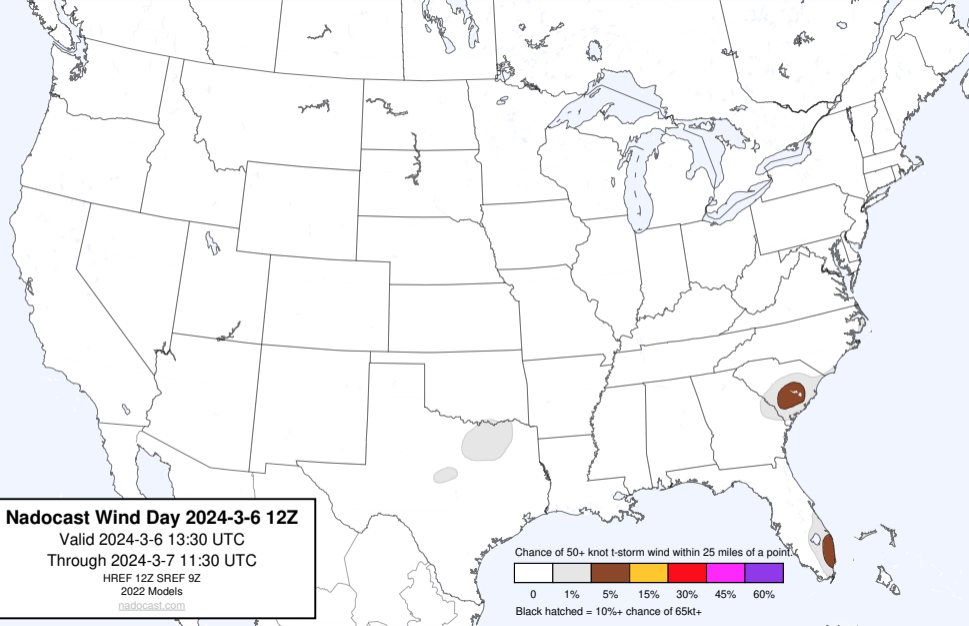 Nadocast Wind Day 2024-3-6 12Z
Valid 2024-3-6 13:30 UTC
Through 2024-3-7 11:30 UTC
HREF 12Z SREF 9Z
2022 Models
nadocast.com
Chance of 50+ knot t-storm wind within 25 miles of a point.
0 1% 5% 15% 30% 45% 60%
Black hatched = 10%+ chance of 65kt+